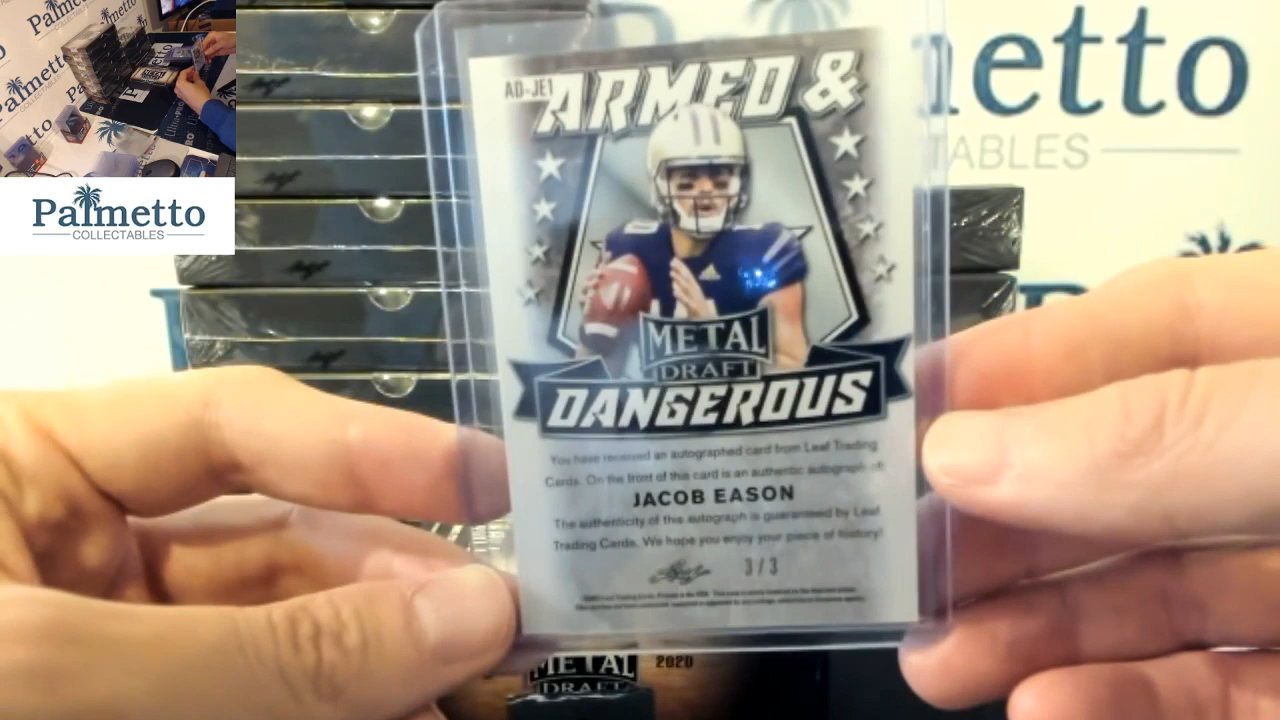 Palmetto
COLLECTABLES
Palmetto
COLLECTABLES
etto
TABLES
AD-JE1
ARMED &
METAL
DRAFT
DANGEROUS
You have received an autographed card from Leaf Trading
Cards. On the front of this card is an authentic autograph of:
JACOB EASON
The authenticity of this autograph is guaranteed by Leaf
Trading Cards. We hope you enjoy your piece of history!
Leaf
3 / 3
METAL
DRAFT
2020